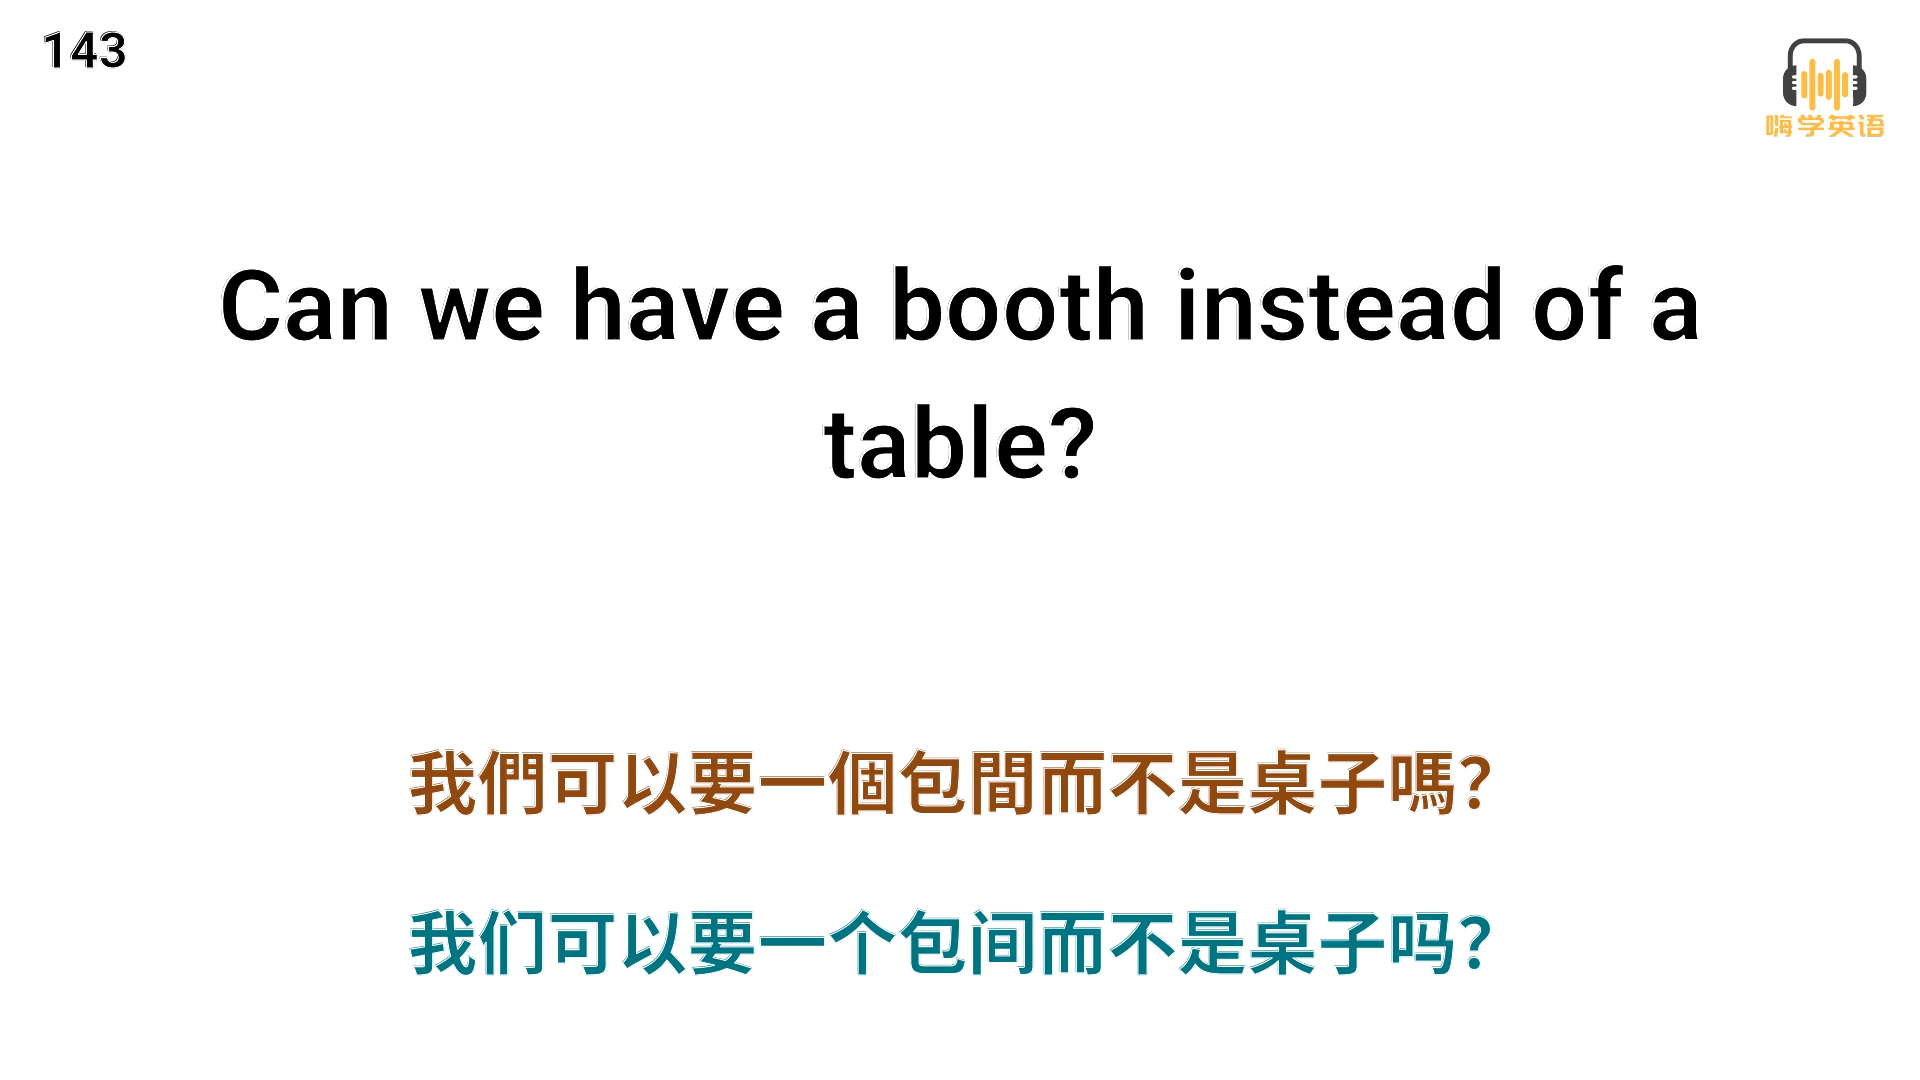 143
嗨学英语
Can we have a booth instead of a
table?
我們可以要一個包間而不是桌子嗎?
我们可以要一个包间而不是桌子吗?